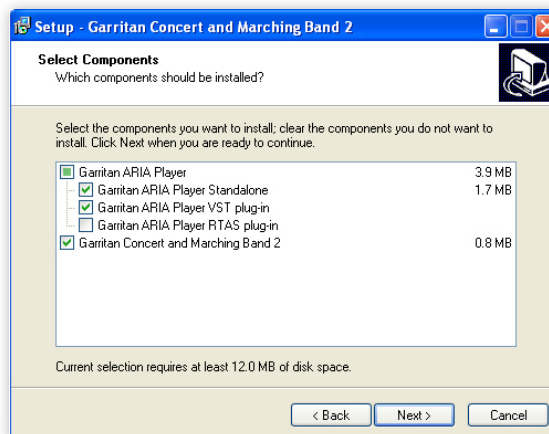 Setup - Garritan Concert and Marching Band 2
Select Components
Which components should be installed?
Select the components you want to install; clear the components you do not want to
install. Click Next when you are ready to continue.
Garritan ARIA Player 3.9 MB
Garritan ARIA Player Standalone 1.7 MB
Garritan ARIA Player VST plug-in
Garritan ARIA Player RTAS plug-in
Garritan Concert and Marching Band 2 0.8 MB
Current selection requires at least 12.0 MB of disk space.
< Back Next > Cancel